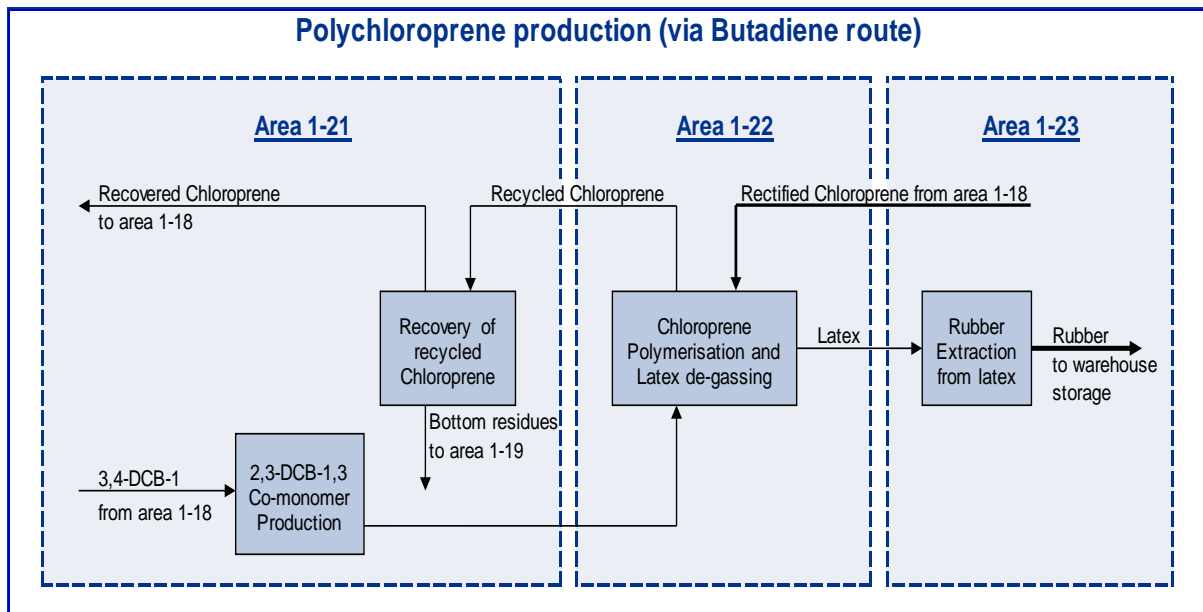 Polychloroprene production (via Butadiene route)
Area 1-21
Area 1-22
Area 1-23
Recovered Chloroprene
to area 1-18
Recycled Chloroprene
Rectified Chloroprene from area 1-18
Recovery of
recycled
Chloroprene
Chloroprene
Polymerisation and
Latex de-gassing
Latex
Rubber
Extraction
from latex
Rubber
to warehouse
storage
Bottom residues
to area 1-19
3,4-DCB-1
from area 1-18
2,3-DCB-1,3
Co-monomer
Production